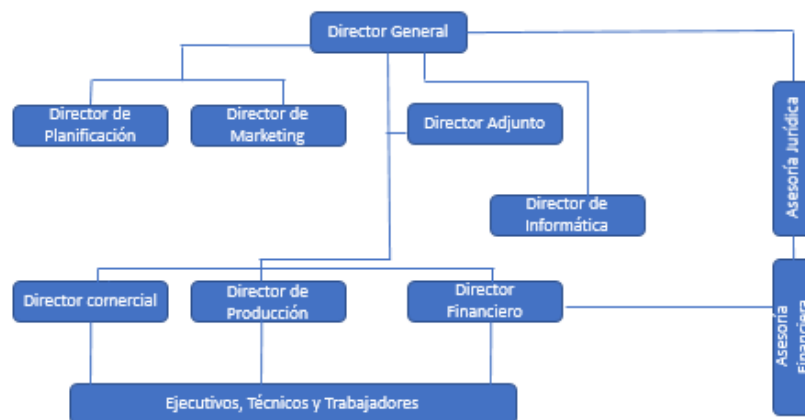 Director General
Director de
Planificación
Director de
Marketing
Director Adjunto
Asesoría Jurídica
Director de
Informática
Director comercial
Director de
Producción
Director
Financiero
Asesoría
Financiera
Ejecutivos, Técnicos y Trabajadores